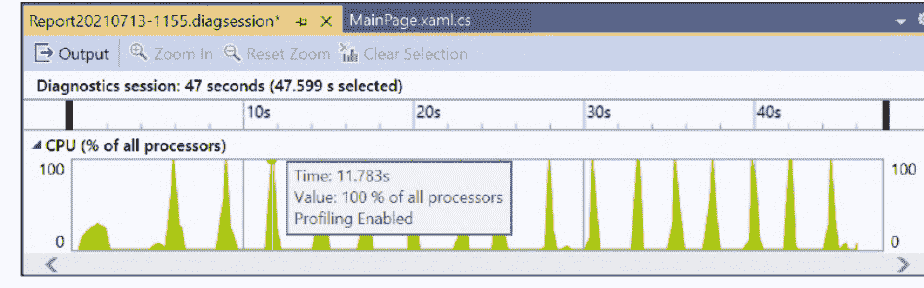 Report20210713-1155.diagsession* MainPage.xaml.cs
Output Zoom In Reset Zoom Clear Selection
Diagnostics session: 47 seconds (47.599 s selected)
10s 20s 30s 40s
CPU (% of all processors)
100 100
Time: 11.783s
Value: 100 % of all processors
Profiling Enabled
0 0